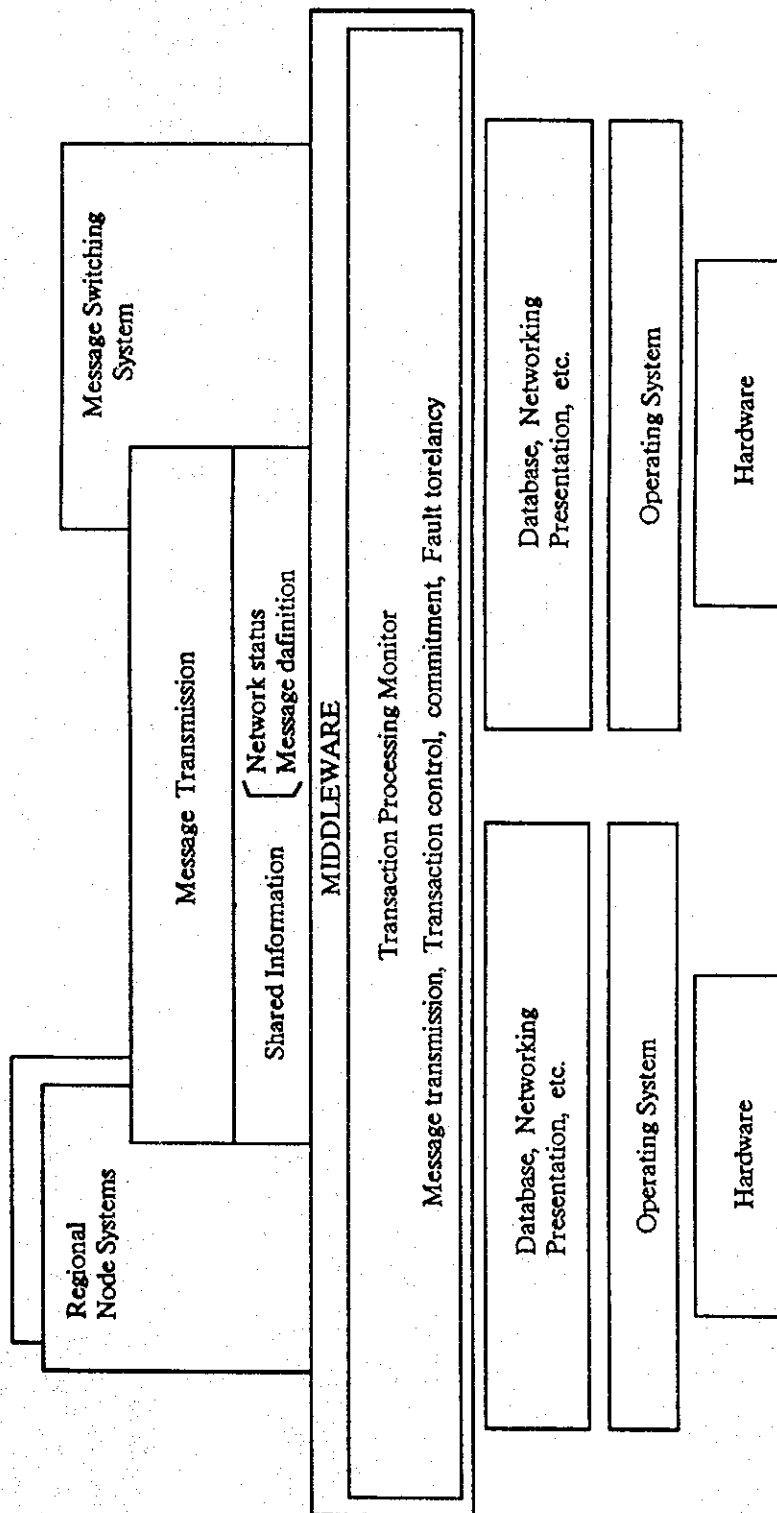 Regional
Node Systems
Message Transmission
Message Switching
System
Shared Information
Network status
Message dafinition
MIDDLEWARE
Transaction Processing Monitor
Message transmission, Transaction control, commitment, Fault torelancy
Database, Networking
Presentation, etc.
Operating System
Hardware
Database, Networking
Presentation, etc.
Operating System
Hardware